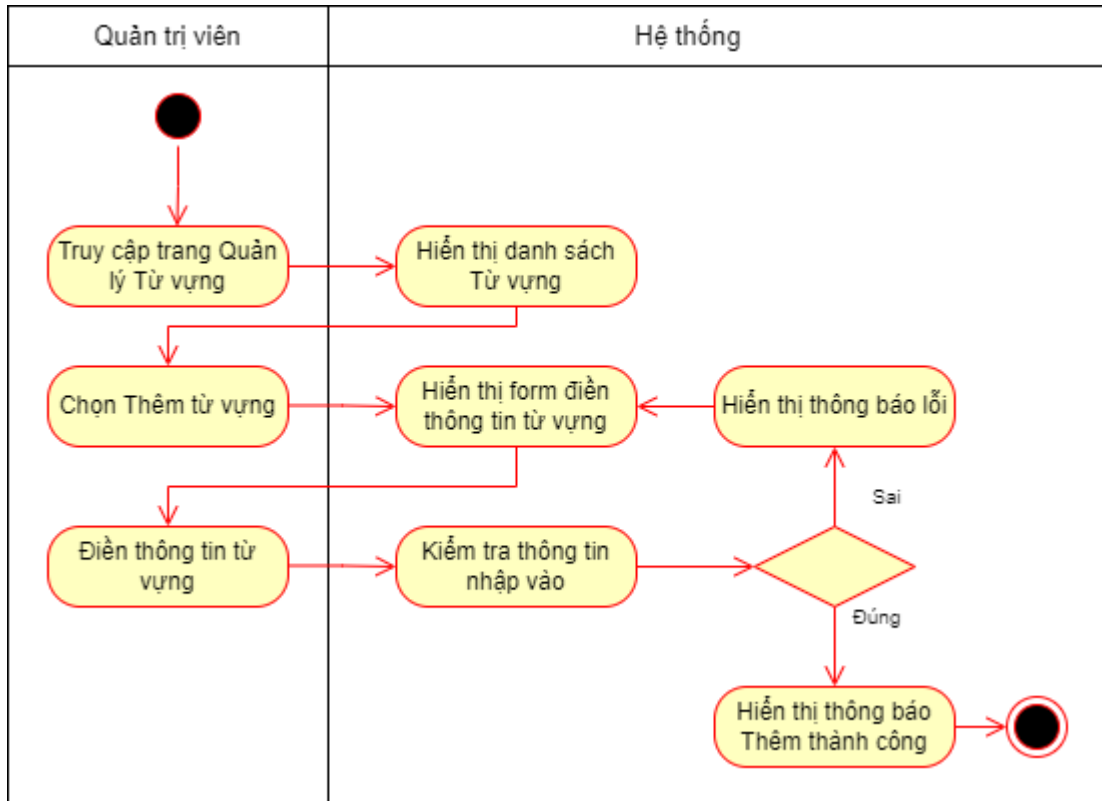 Quản trị viên
Hệ thống
Truy cập trang Quản
lý Từ vựng
Hiển thị danh sách
Từ vựng
Chọn Thêm từ vựng
Hiển thị form điền
thông tin từ vựng
Hiển thị thông báo lỗi
Sai
Điền thông tin từ
vựng
Kiểm tra thông tin
nhập vào
Đúng
Hiển thị thông báo
Thêm thành công